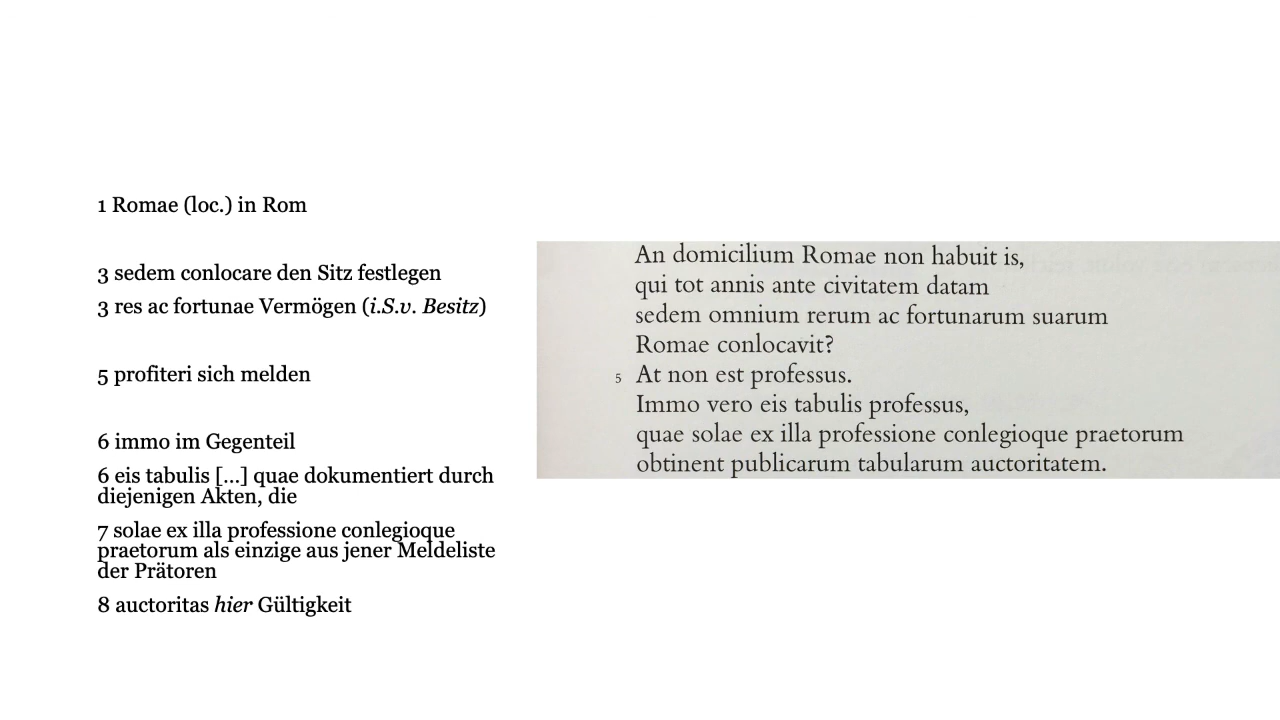 1 Romae (loc.) in Rom
3 sedem conlocare den Sitz festlegen
3 res ac fortunae Vermögen (i.S.v. Besitz)
5 profiteri sich melden
6 immo im Gegenteil
6 eis tabulis [...] quae dokumentiert durch
diejenigen Akten, die
7 solae ex illa professione conlegioque
praetorum als einzige aus jener Meldeliste
der Prätoren
8 auctoritas hier Gültigkeit
An domicilium Romae non habuit is,
qui tot annis ante civitatem datam
sedem omnium rerum ac fortunarum suarum
Romae conlocavit?
5 At non est professus.
Immo vero eis tabulis professus,
quae solae ex illa professione conlegioque praetorum
obtinent publicarum tabularum auctoritatem.